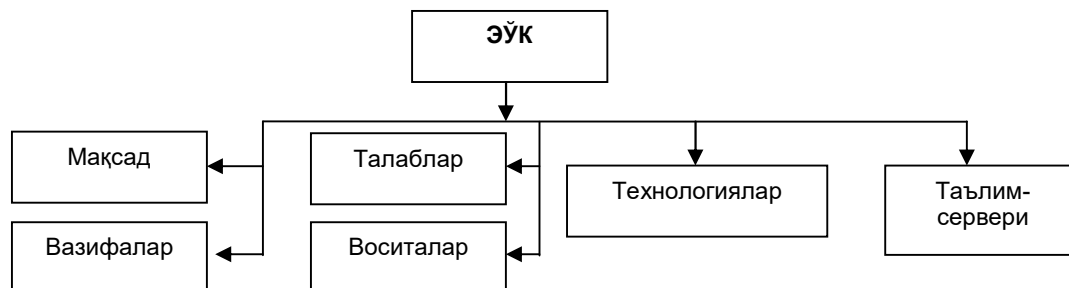 ЭЎК
Мақсад
Талаблар
Технологиялар
Таълим-
сервери
Вазифалар
Воситалар